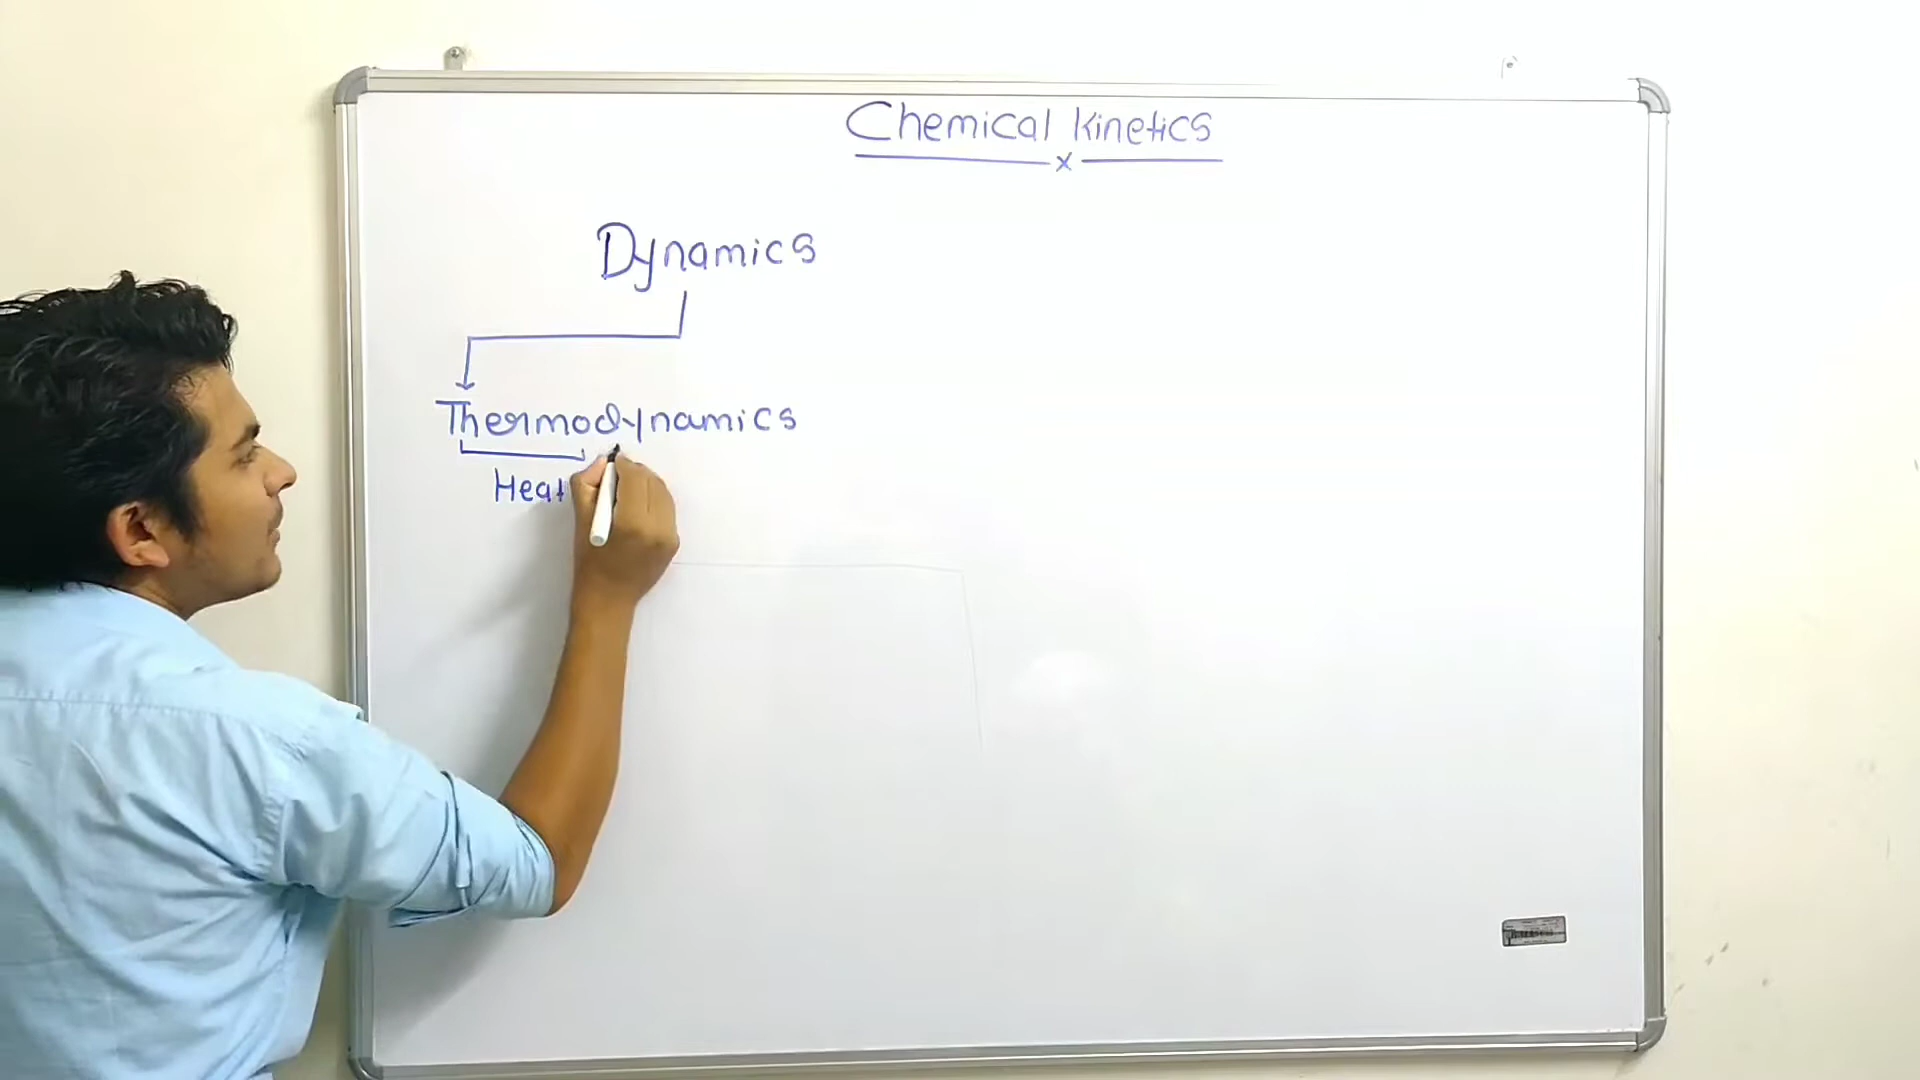 Chemical Kinetics
x
Dynamics
Thermodynamics
Heat